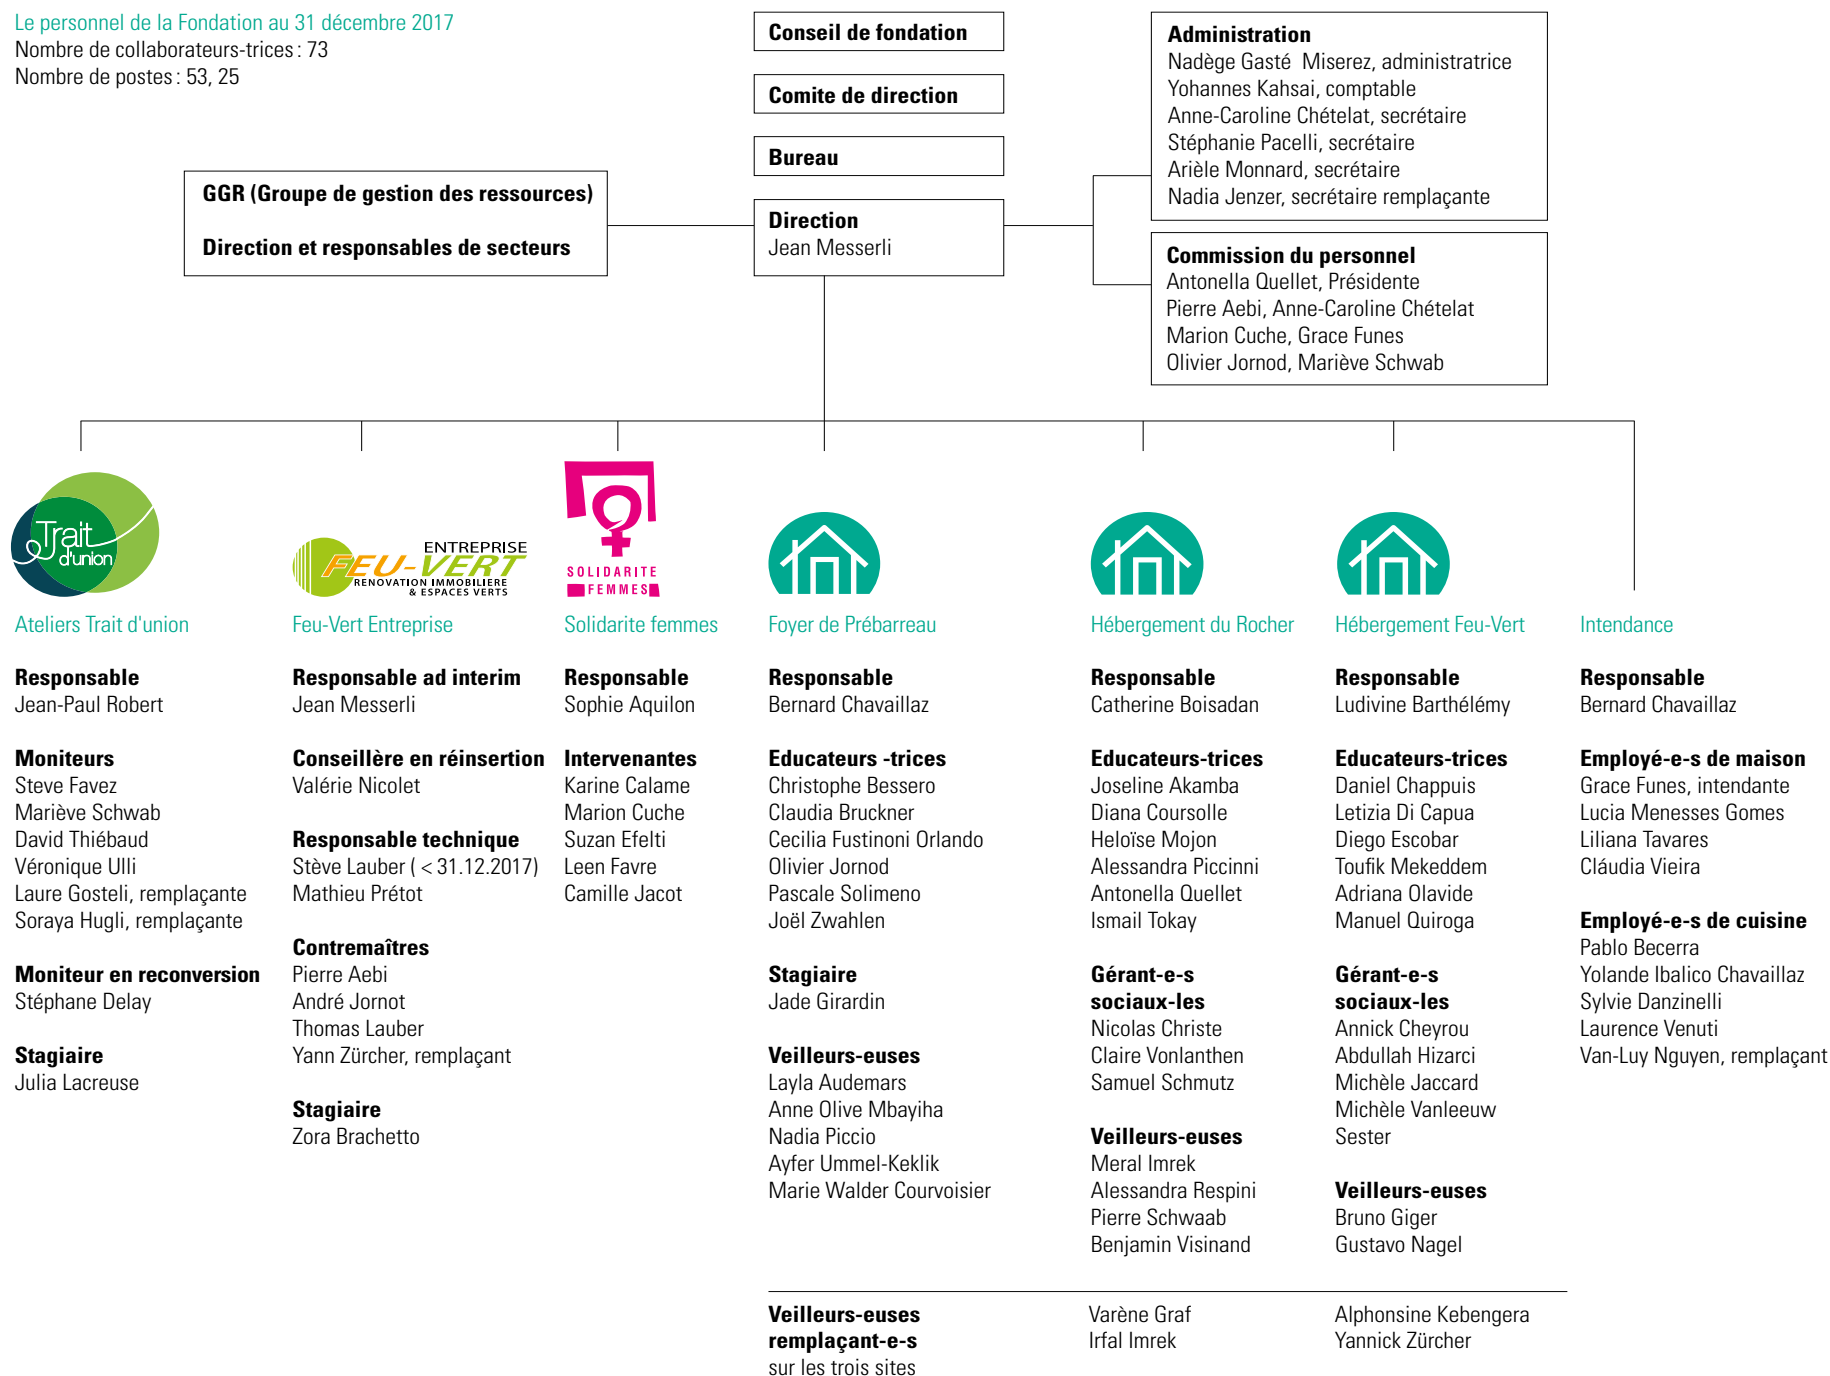 Le personnel de la Fondation au 31 décembre 2017
Nombre de collaborateurs-trices : 73
Nombre de postes : 53, 25
Conseil de fondation
Comite de direction
Bureau
Direction
Jean Messerli
GGR (Groupe de gestion des ressources)
Direction et responsables de secteurs
Administration
Nadège Gasté  Miserez, administratrice
Yohannes Kahsai, comptable
Anne-Caroline Chételat, secrétaire
Stéphanie Pacelli, secrétaire
Arièle Monnard, secrétaire
Nadia Jenzer, secrétaire remplaçante
Commission du personnel
Antonella Quellet, Présidente
Pierre Aebi, Anne-Caroline Chételat
Marion Cuche, Grace Funes
Olivier Jornod, Mariève Schwab
Trait
d'union
Ateliers Trait d'union
Responsable
Jean-Paul Robert
Moniteurs
Steve Favez
Mariève Schwab
David Thiébaud
Véronique Ulli
Laure Gosteli, remplaçante
Soraya Hugli, remplaçante
Moniteur en reconversion
Stéphane Delay
Stagiaire
Julia Lacreuse
ENTREPRISE
FEU-VERT
RENOVATION IMMOBILIERE
& ESPACES VERTS
Feu-Vert Entreprise
Responsable ad interim
Jean Messerli
Conseillère en réinsertion
Valérie Nicolet
Responsable technique
Stève Lauber ( < 31.12.2017)
Mathieu Prétot
Contremaîtres
Pierre Aebi
André Jornot
Thomas Lauber
Yann Zürcher, remplaçant
Stagiaire
Zora Brachetto
SOLIDARITE
FEMMES
Solidarite femmes
Responsable
Sophie Aquilon
Intervenantes
Karine Calame
Marion Cuche
Suzan Efelti
Leen Favre
Camille Jacot
Foyer de Prébarreau
Responsable
Bernard Chavaillaz
Educateurs -trices
Christophe Bessero
Claudia Bruckner
Cecilia Fustinoni Orlando
Olivier Jornod
Pascale Solimeno
Joël Zwahlen
Stagiaire
Jade Girardin
Veilleurs-euses
Layla Audemars
Anne Olive Mbayiha
Nadia Piccio
Ayfer Ummel-Keklik
Marie Walder Courvoisier
Hébergement du Rocher
Responsable
Catherine Boisadan
Educateurs-trices
Joseline Akamba
Diana Coursolle
Heloïse Mojon
Alessandra Piccinni
Antonella Quellet
Ismail Tokay
Gérant-e-s
sociaux-les
Nicolas Christe
Claire Vonlanthen
Samuel Schmutz
Veilleurs-euses
Meral Imrek
Alessandra Respini
Pierre Schwaab
Benjamin Visinand
Hébergement Feu-Vert
Responsable
Ludivine Barthélémy
Educateurs-trices
Daniel Chappuis
Letizia Di Capua
Diego Escobar
Toufik Mekeddem
Adriana Olavide
Manuel Quiroga
Gérant-e-s
sociaux-les
Annick Cheyrou
Abdullah Hizarci
Michèle Jaccard
Michèle Vanleeuw
Sester
Veilleurs-euses
Bruno Giger
Gustavo Nagel
Intendance
Responsable
Bernard Chavaillaz
Employé-e-s de maison
Grace Funes, intendante
Lucia Menesses Gomes
Liliana Tavares
Cláudia Vieira
Employé-e-s de cuisine
Pablo Becerra
Yolande Ibalico Chavaillaz
Sylvie Danzinelli
Laurence Venuti
Van-Luy Nguyen, remplaçant
Veilleurs-euses
remplaçant-e-s
sur les trois sites
Varène Graf
Irfal Imrek
Alphonsine Kebengera
Yannick Zürcher